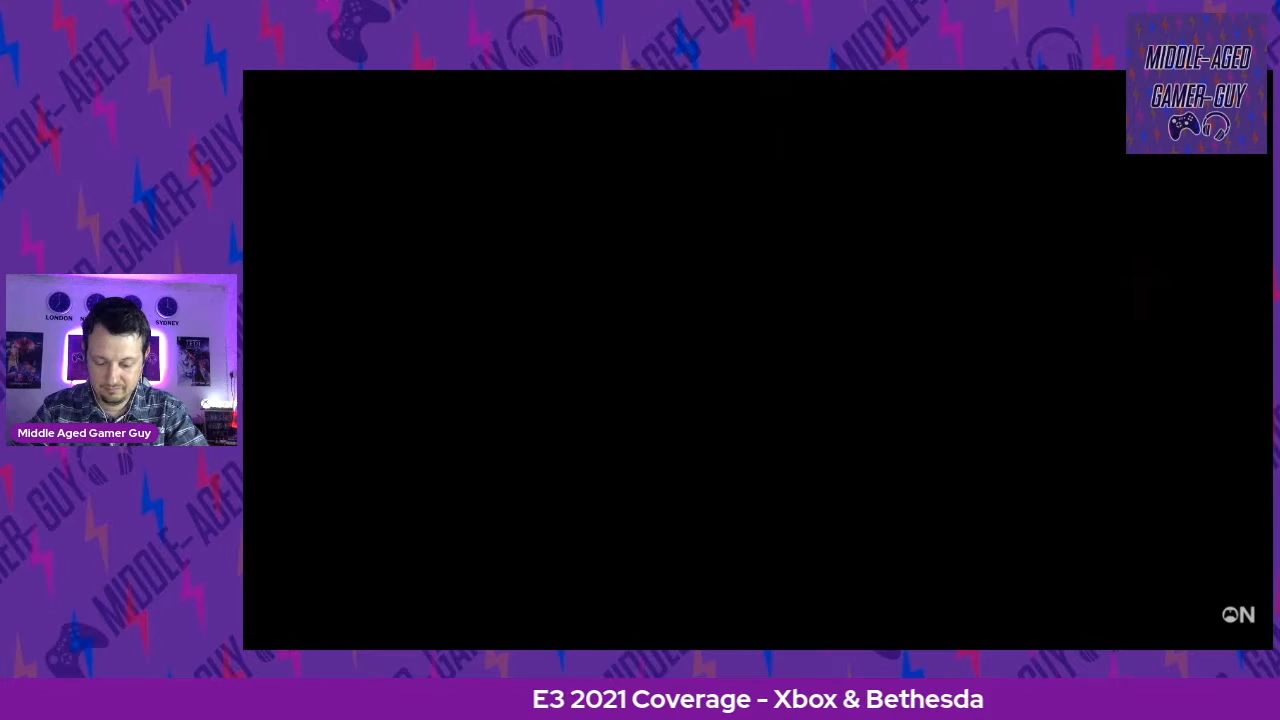 MIDDLE-AGED
GAMER-GUY
LONDON
SYDNEY
Middle Aged Gamer Guy
ON
E3 2021 Coverage - Xbox & Bethesda